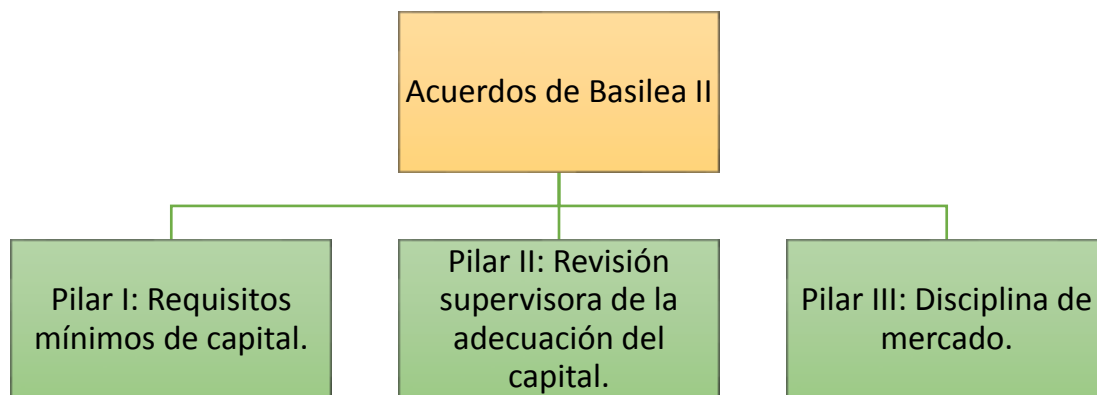 Acuerdos de Basilea II
Pilar I: Requisitos
mínimos de capital.
Pilar II: Revisión
supervisora de la
adecuación del
capital.
Pilar III: Disciplina de
mercado.